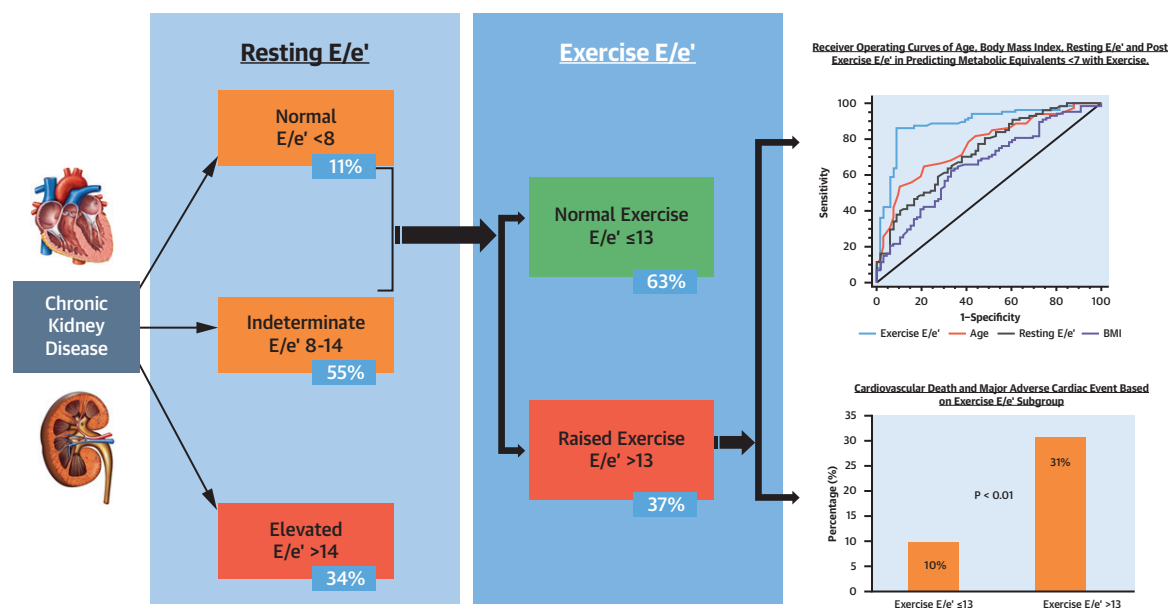 Resting E/e'
Exercise E/e'
Normal
E/e' <8
11%
Chronic
Kidney
Disease
Indeterminate
E/e' 8-14
55%
Elevated
E/e' >14
34%
Normal Exercise
E/e' ≤13
63%
Raised Exercise
E/e' >13
37%
Receiver Operating Curves of Age, Body Mass Index, Resting E/e' and Post
Exercise E/e' in Predicting Metabolic Equivalents <7 with Exercise.
Sensitivity
100
80
60
40
20
0
0 20 40 60 80 100
1–Specificity
Exercise E/e' Age Resting E/e' BMI
Cardiovascular Death and Major Adverse Cardiac Event Based
on Exercise E/e' Subgroup
Percentage (%)
35
30
25
20
15
10
5
0
P < 0.01
10%
31%
Exercise E/e' ≤13 Exercise E/e' >13